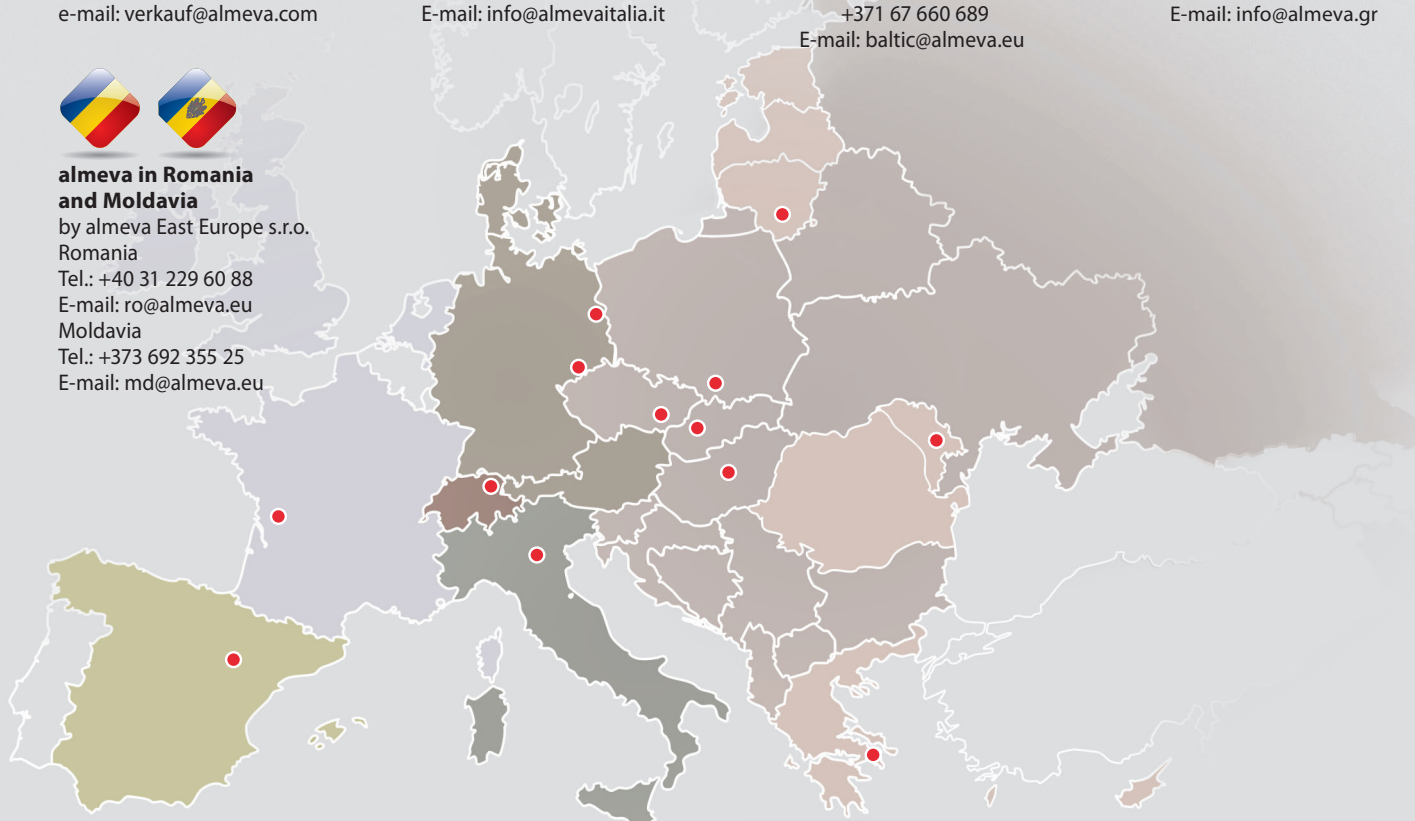 e-mail: verkauf@almeva.com
E-mail: info@almevaitalia.it
+371 67 660 689
E-mail: baltic@almeva.eu
E-mail: info@almeva.gr
almeva in Romania
and Moldavia
by almeva East Europe s.r.o.
Romania
Tel.: +40 31 229 60 88
E-mail: ro@almeva.eu
Moldavia
Tel.: +373 692 355 25
E-mail: md@almeva.eu